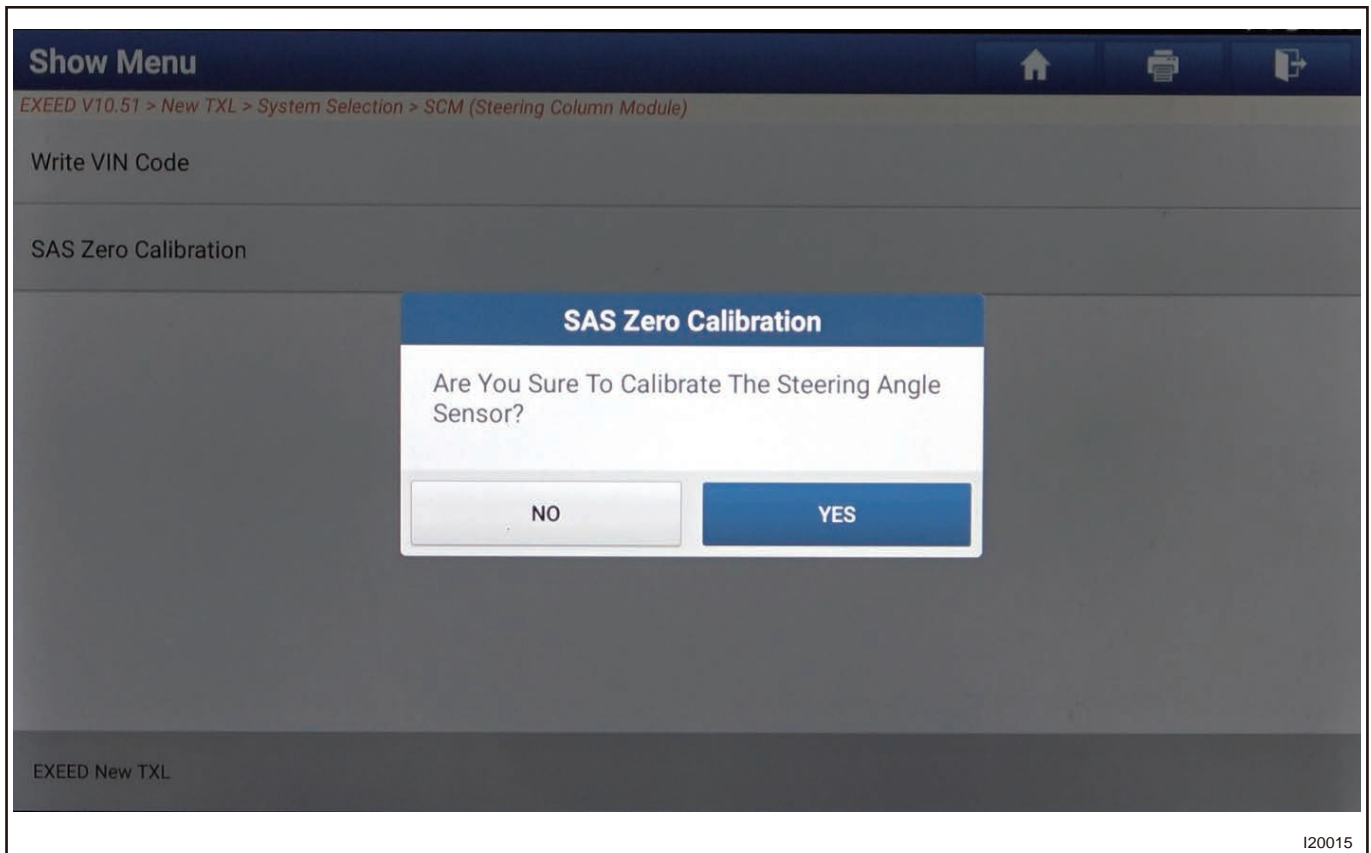 Show Menu
EXEED V10.51 > New TXL > System Selection > SCM (Steering Column Module)
Write VIN Code
SAS Zero Calibration
SAS Zero Calibration
Are You Sure To Calibrate The Steering Angle
Sensor?
NO
YES
EXEED New TXL
I20015